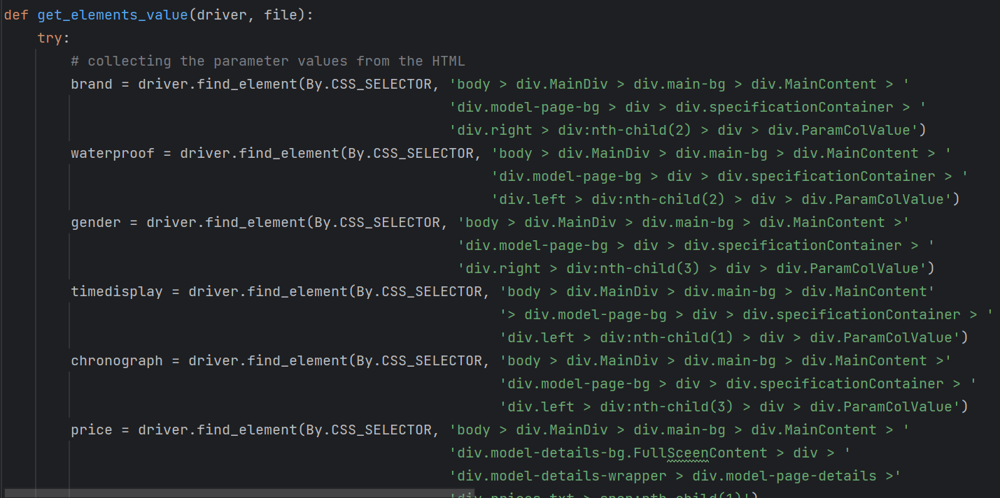 def get_elements_value(driver, file):
try:
# collecting the parameter values from the HTML
brand = driver.find_element(By.CSS_SELECTOR, 'body > div.MainDiv > div.main-bg > div.MainContent > '
'div.model-page-bg > div > div.specificationContainer > '
'div.right > div:nth-child(2) > div > div.ParamColValue')
waterproof = driver.find_element(By.CSS_SELECTOR, 'body > div.MainDiv > div.main-bg > div.MainContent > '
'div.model-page-bg > div > div.specificationContainer > '
'div.left > div:nth-child(2) > div > div.ParamColValue')
gender = driver.find_element(By.CSS_SELECTOR, 'body > div.MainDiv > div.main-bg > div.MainContent >'
'div.model-page-bg > div > div.specificationContainer > '
'div.right > div:nth-child(3) > div > div.ParamColValue')
timedisplay = driver.find_element(By.CSS_SELECTOR, 'body > div.MainDiv > div.main-bg > div.MainContent'
'> div.model-page-bg > div > div.specificationContainer > '
'div.left > div:nth-child(1) > div > div.ParamColValue')
chronograph = driver.find_element(By.CSS_SELECTOR, 'body > div.MainDiv > div.main-bg > div.MainContent >'
'div.model-page-bg > div > div.specificationContainer > '
'div.left > div:nth-child(3) > div > div.ParamColValue')
price = driver.find_element(By.CSS_SELECTOR, 'body > div.MainDiv > div.main-bg > div.MainContent > '
'div.model-details-bg.FullSceenContent > div > '
'div.model-details-wrapper > div.model-page-details >'
'div.prices-txt > span:nth-child(1)')